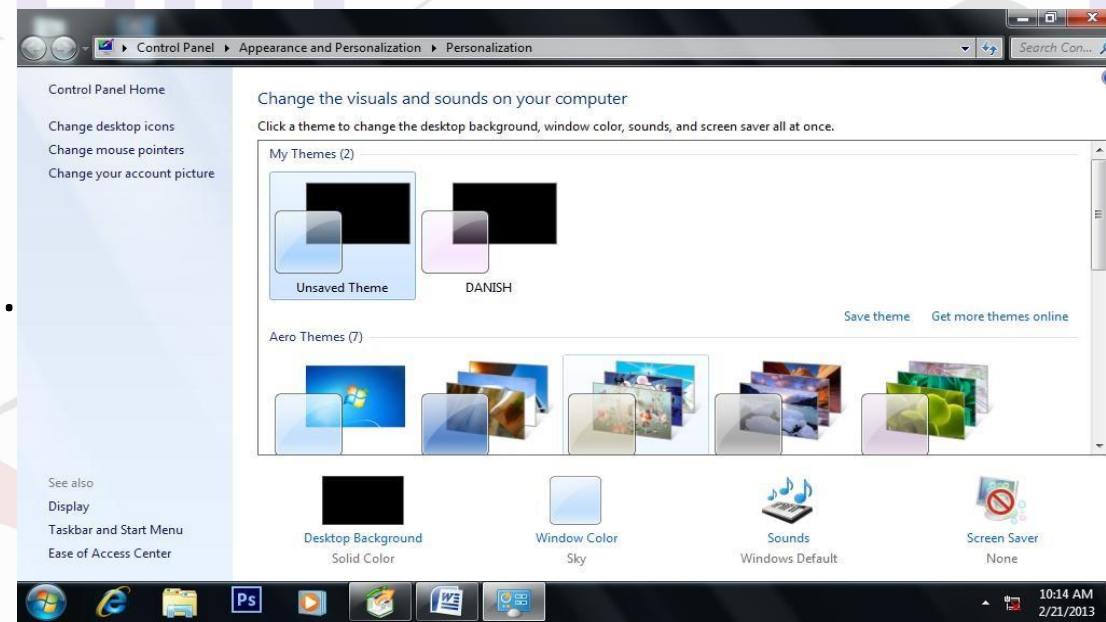 Control Panel ▸ Appearance and Personalization ▸ Personalization
Search Con...
Control Panel Home
Change desktop icons
Change mouse pointers
Change your account picture
Change the visuals and sounds on your computer
Click a theme to change the desktop background, window color, sounds, and screen saver all at once.
My Themes (2)
Unsaved Theme
DANISH
Save theme
Get more themes online
Aero Themes (7)
See also
Display
Taskbar and Start Menu
Ease of Access Center
Desktop Background
Solid Color
Window Color
Sky
Sounds
Windows Default
Screen Saver
None
Ps
W
10:14 AM
2/21/2013